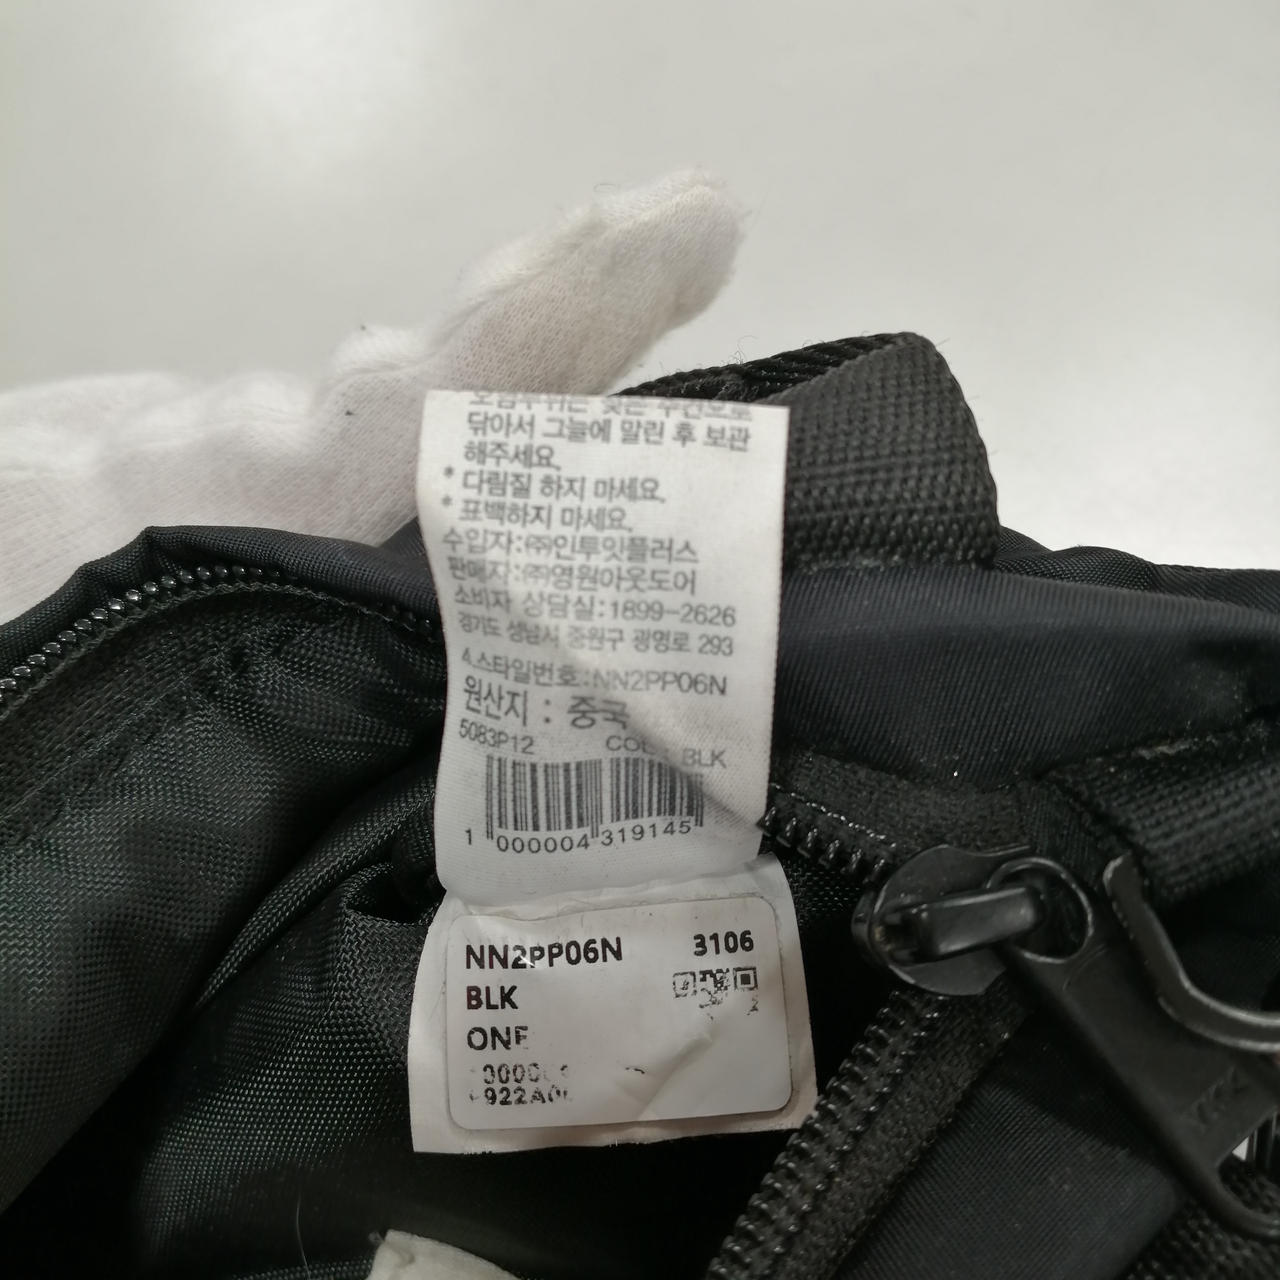 닦아서 그늘에 말린 후 보관
해주세요.
* 다림질 하지 마세요.
* 표백하지 마세요.
수입자:㈜인투잇플러스
판매자:㈜영원아웃도어
소비자 상담실:1899-2626
경기도 성남시 중원구 광명로 293
4.스타일번호:NN2PP06N
원산지 : 중국
5083P12 BLK
1 000004 319145
NN2PP06N 3106
BLK
ONE
YKK